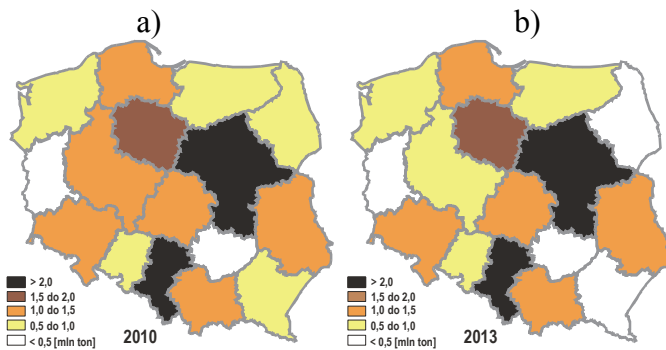 a)
b)
> 2,0
1,5 do 2,0
1,0 do 1,5
0,5 do 1,0
< 0,5 [mln ton]
2010
> 2,0
1,5 do 2,0
1,0 do 1,5
0,5 do 1,0
< 0,5 [mln ton]
2013